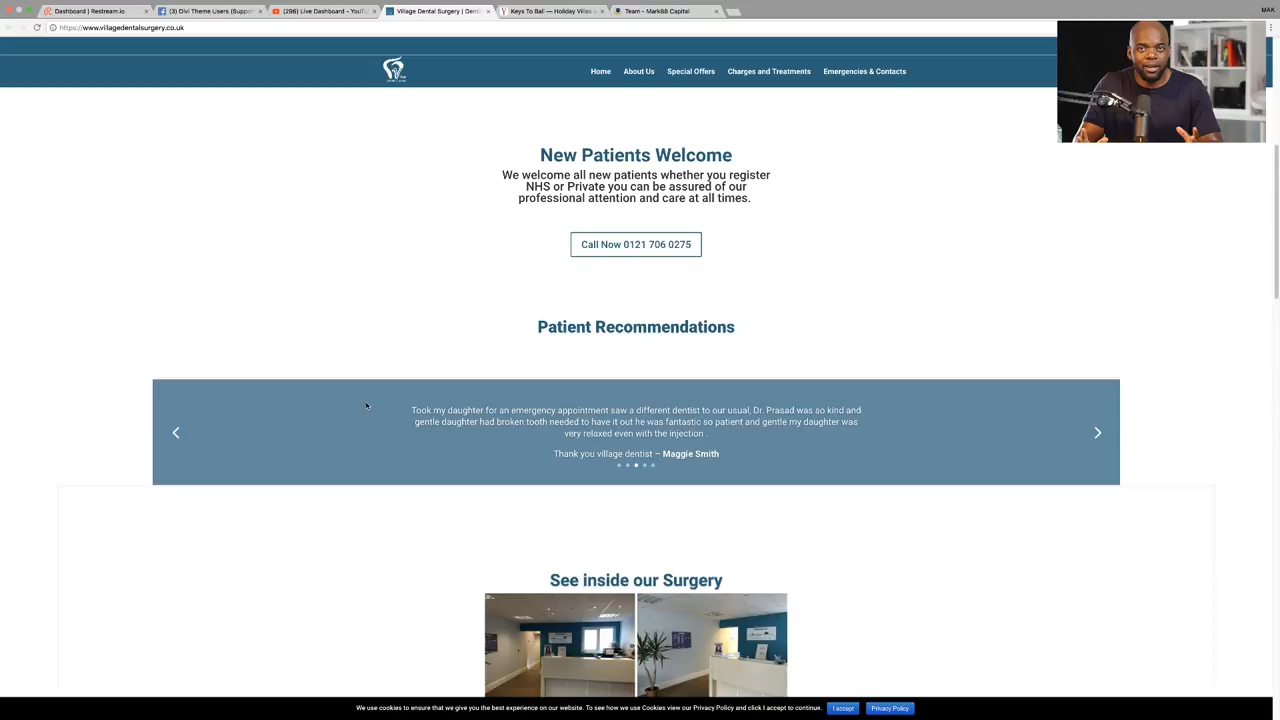 Dashboard | Restream.io
(3) Divi Theme Users (Suppor
(296) Live Dashboard - YouTu
Village Dental Surgery | Denti
Keys To Bali — Holiday Villas i
Team - Mark88 Capital
MAK
https://www.villagedentalsurgery.co.uk
Home
About Us
Special Offers
Charges and Treatments
Emergencies & Contacts
New Patients Welcome
We welcome all new patients whether you register
NHS or Private you can be assured of our
professional attention and care at all times.
Call Now 0121 706 0275
Patient Recommendations
Took my daughter for an emergency appointment saw a different dentist to our usual, Dr. Prasad was so kind and
gentle daughter had broken tooth needed to have it out he was fantastic so patient and gentle my daughter was
very relaxed even with the injection .
Thank you village dentist – Maggie Smith
See inside our Surgery
We use cookies to ensure that we give you the best experience on our website. To see how we use Cookies view our Privacy Policy and click I accept to continue.
I accept
Privacy Policy